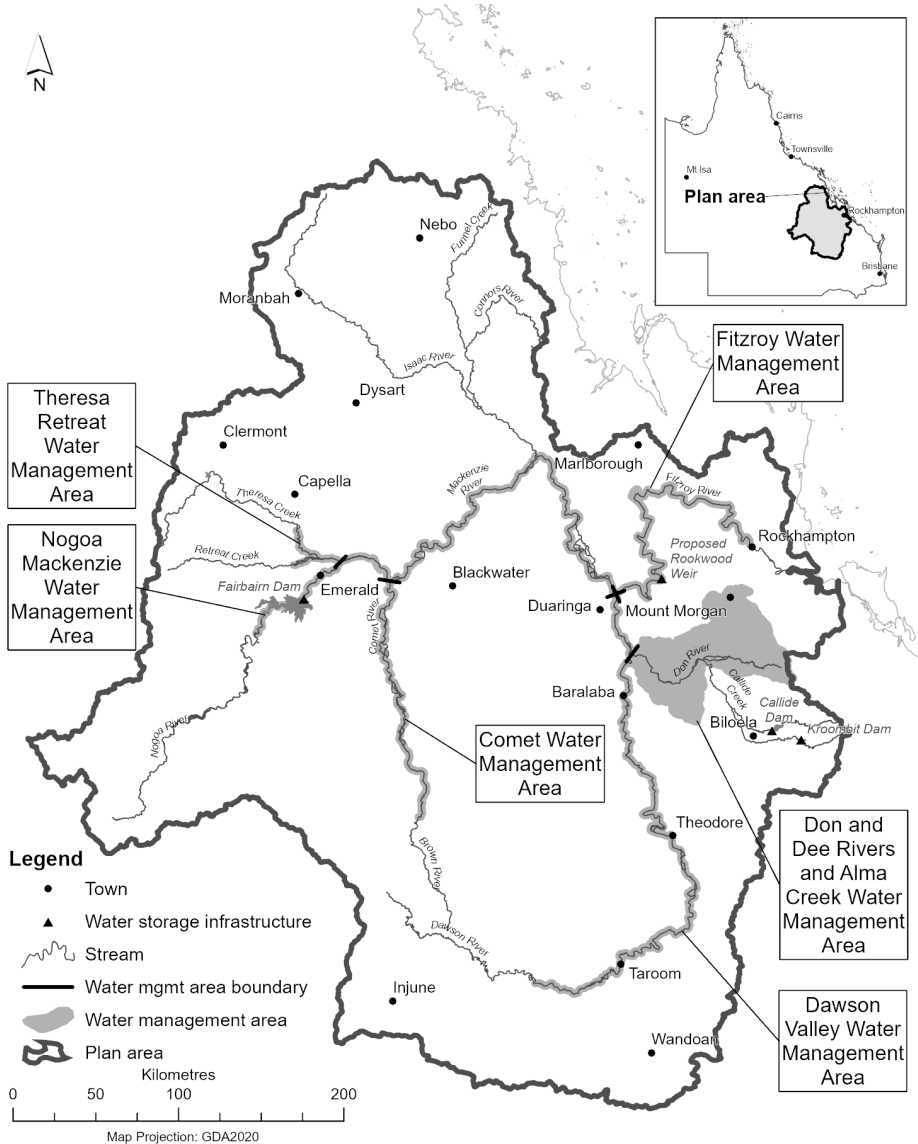 N
Cairns
Townsville
Mt Isa
Plan area
Rockhampton
Brisbane
Nebo
Funnel Creek
Moranbah
Connors River
Isaac River
Fitzroy Water
Management
Area
Theresa
Retreat
Water
Management
Area
Dysart
Clermont
Marlborough
Capella
Mackenzie
River
Fitzroy River
Theresa Creek
Nogoa
Mackenzie
Water
Management
Area
Retreat Creek
Rockhampton
Proposed
Rookwood
Weir
Fairbairn Dam
Emerald
Blackwater
Duaringa
Mount Morgan
Comet River
Don River
Baralaba
Callide
Creek
Callide
Dam
Biloela
Kroombit Dam
Nogoa River
Comet Water
Management
Area
Theodore
Don and
Dee Rivers
and Alma
Creek Water
Management
Area
Brown River
Dawson River
Taroom
Injune
Dawson
Valley Water
Management
Area
Wandoan
Legend
Town
Water storage infrastructure
Stream
Water mgmt area boundary
Water management area
Plan area
Kilometres
0 50 100 200
Map Projection: GDA2020